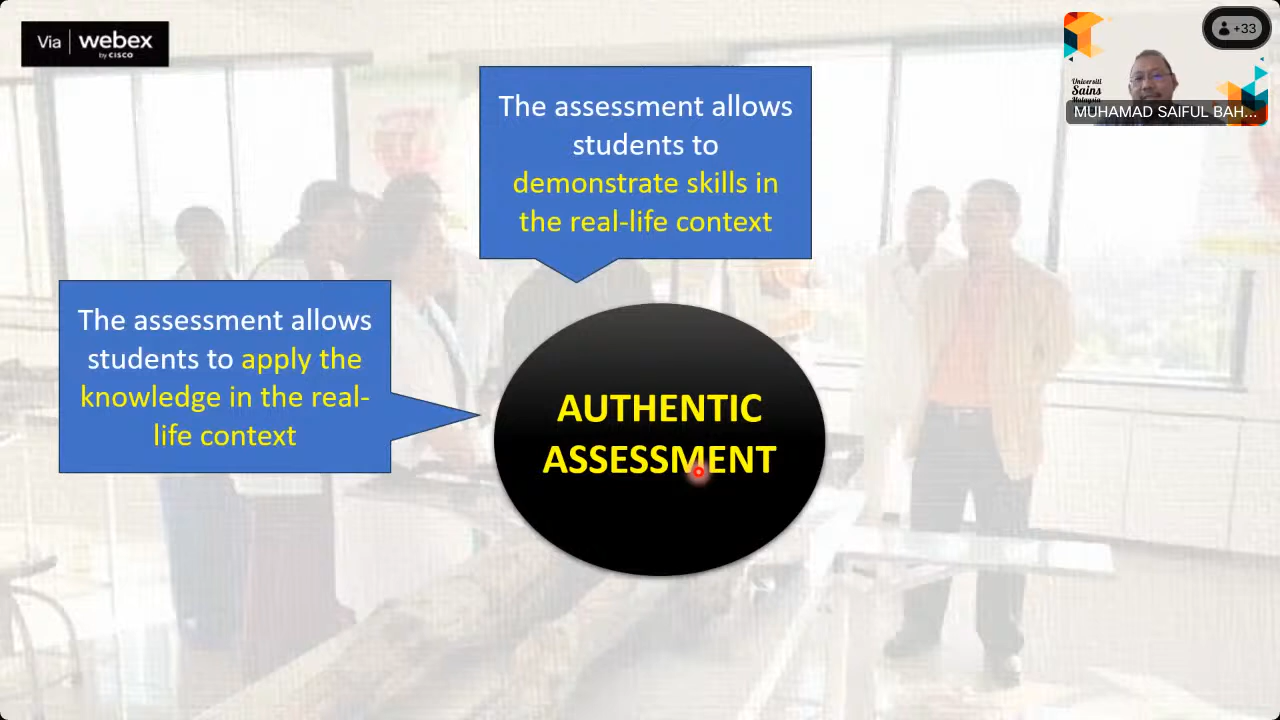 Via | webex
by CISCO
+33
Universiti
Sains
Malaysia
MUHAMAD SAIFUL BAH...
The assessment allows
students to
demonstrate skills in
the real-life context
The assessment allows
students to apply the
knowledge in the real-
life context
AUTHENTIC
ASSESSMENT